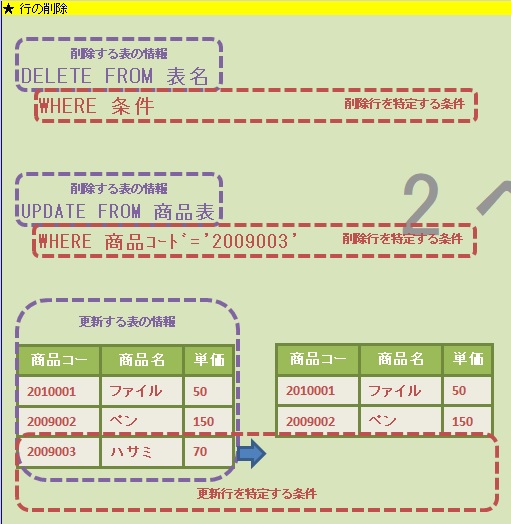 ★ 行の削除
削除する表の情報
DELETE FROM 表名
WHERE 条件 削除行を特定する条件
削除する表の情報
2 ペ
UPDATE FROM 商品表
WHERE 商品ｺｰﾄﾞ='2009003' 削除行を特定する条件
更新する表の情報
商品コー 商品名 単価 商品コー 商品名 単価
2010001 ファイル 50 2010001 ファイル 50
2009002 ペン 150 2009002 ペン 150
2009003 ハサミ 70
更新行を特定する条件